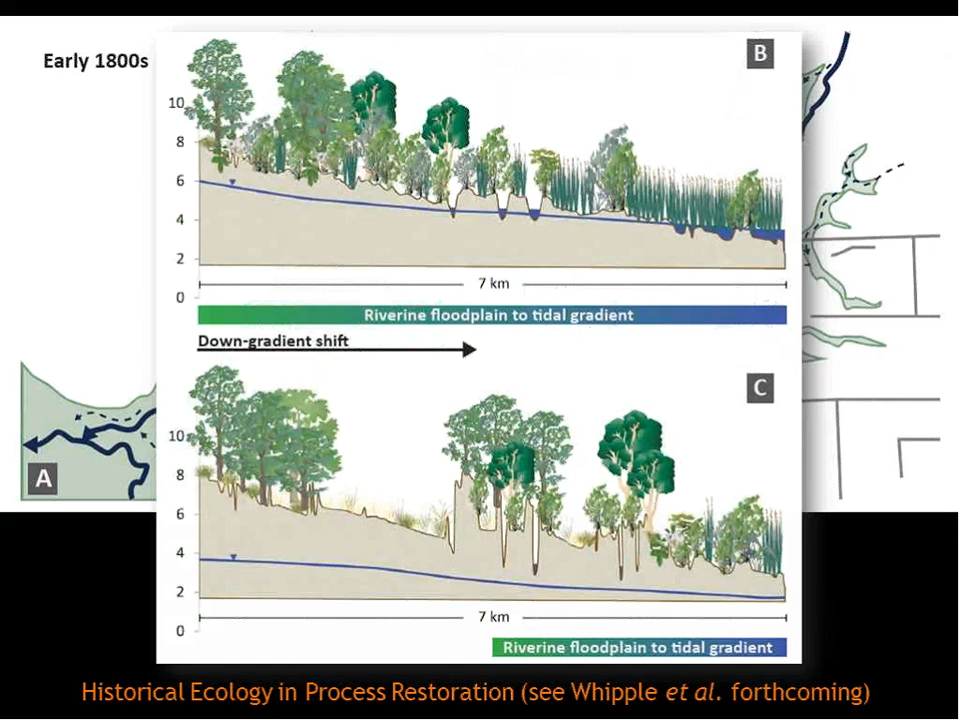 Early 1800s
B
10
8
6
4
2
0
7 km
Riverine floodplain to tidal gradient
Down-gradient shift
C
10
8
6
4
2
0
7 km
Riverine floodplain to tidal gradient
A
Historical Ecology in Process Restoration (see Whipple et al. forthcoming)